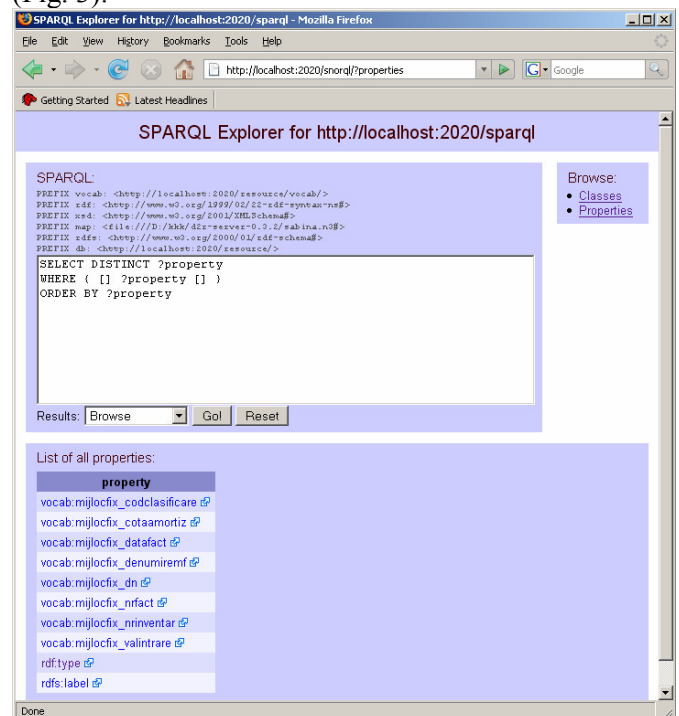 (Fig. 3).
SPARQL Explorer for http://localhost:2020/sparql - Mozilla Firefox
File Edit View History Bookmarks Tools Help
http://localhost:2020/snorql/?properties
Google
Getting Started Latest Headlines
SPARQL Explorer for http://localhost:2020/sparql
SPARQL:
PREFIX vocab: <http://localhost:2020/resource/vocab/>
PREFIX rdf: <http://www.w3.org/1999/02/22-rdf-syntax-ns#>
PREFIX xsd: <http://www.w3.org/2001/XMLSchema#>
PREFIX map: <file:///D:/kkk/d2r-server-0.3.2/sabina.n3#>
PREFIX rdfs: <http://www.w3.org/2000/01/rdf-schema#>
PREFIX db: <http://localhost:2020/resource/>
SELECT DISTINCT ?property
WHERE { [] ?property [] }
ORDER BY ?property
Results: Browse Go! Reset
Browse:
Classes
Properties
List of all properties:
property
vocab:mijlocfix_codclasificare
vocab:mijlocfix_cotaamortiz
vocab:mijlocfix_datafact
vocab:mijlocfix_denumiremf
vocab:mijlocfix_dn
vocab:mijlocfix_nrfact
vocab:mijlocfix_nrinventar
vocab:mijlocfix_valintrare
rdf:type
rdfs:label
Done